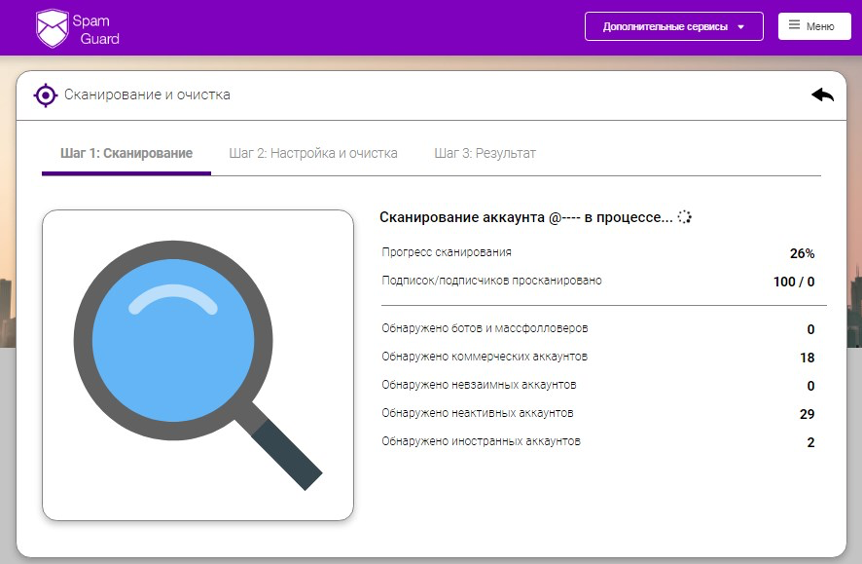 Spam
Guard
Дополнительные сервисы
Меню
Сканирование и очистка
Шаг 1: Сканирование
Шаг 2: Настройка и очистка
Шаг 3: Результат
Сканирование аккаунта @---- в процессе...
Прогресс сканирования 26%
Подписок/подписчиков просканировано 100 / 0
Обнаружено ботов и массфолловеров 0
Обнаружено коммерческих аккаунтов 18
Обнаружено невзаимных аккаунтов 0
Обнаружено неактивных аккаунтов 29
Обнаружено иностранных аккаунтов 2